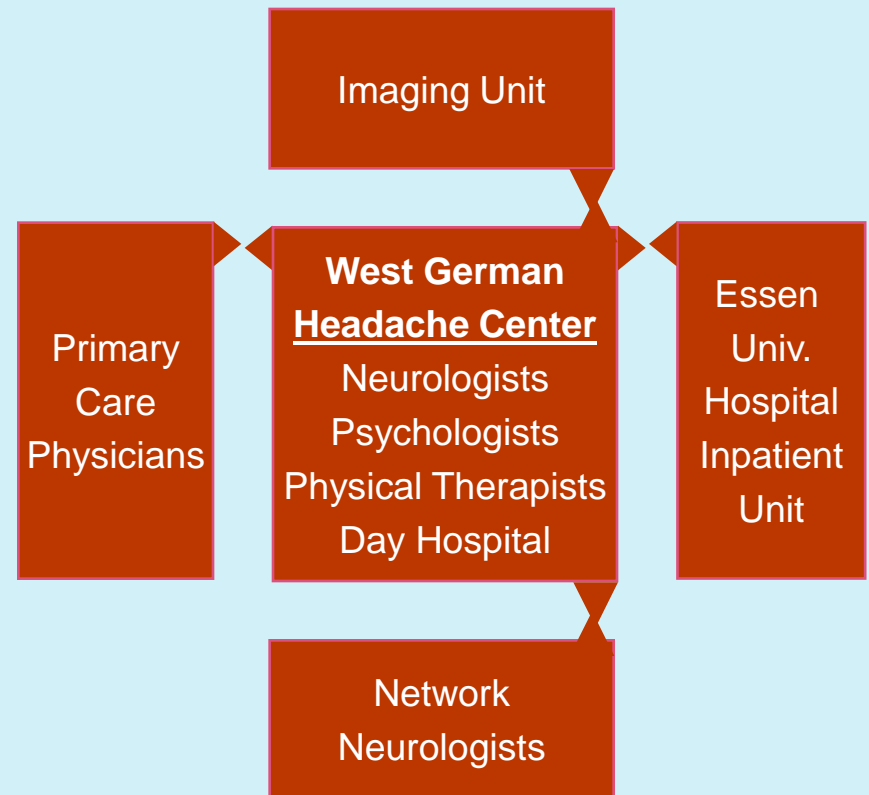 Imaging Unit
Primary
Care
Physicians
West German
Headache Center
Neurologists
Psychologists
Physical Therapists
Day Hospital
Essen
Univ.
Hospital
Inpatient
Unit
Network
Neurologists